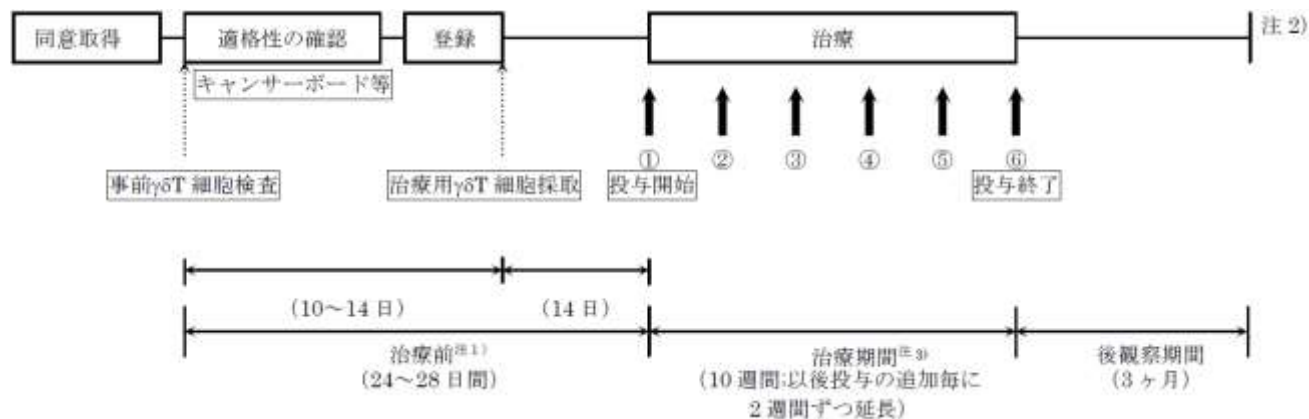 同意取得
適格性の確認
登録
治療
注 2)
キャンサーボード等
① ② ③ ④ ⑤ ⑥
事前γδT 細胞検査
治療用γδT 細胞採取
投与開始
投与終了
(10～14 日)
(14 日)
治療前注1)
(24～28 日間)
治療期間注3)
(10 週間;以後投与の追加毎に
2 週間ずつ延長)
後観察期間
(3 ヶ月)